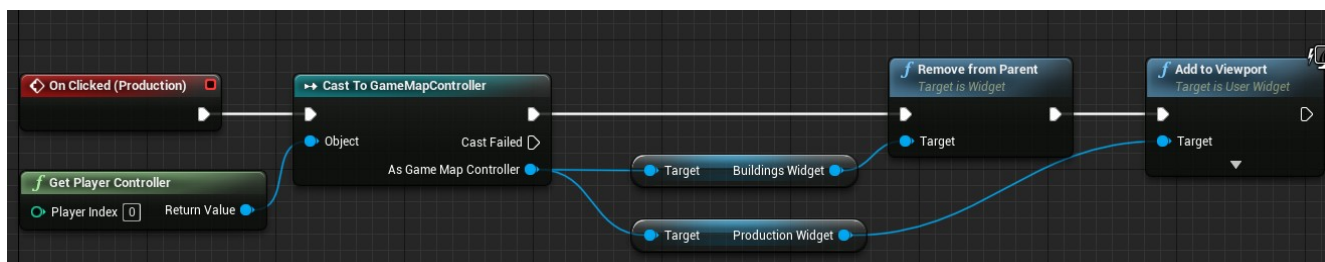 On Clicked (Production)
Cast To GameMapController
Object
Cast Failed
As Game Map Controller
f Get Player Controller
Player Index 0
Return Value
Target Buildings Widget
Target Production Widget
f Remove from Parent
Target is Widget
Target
f Add to Viewport
Target is User Widget
Target